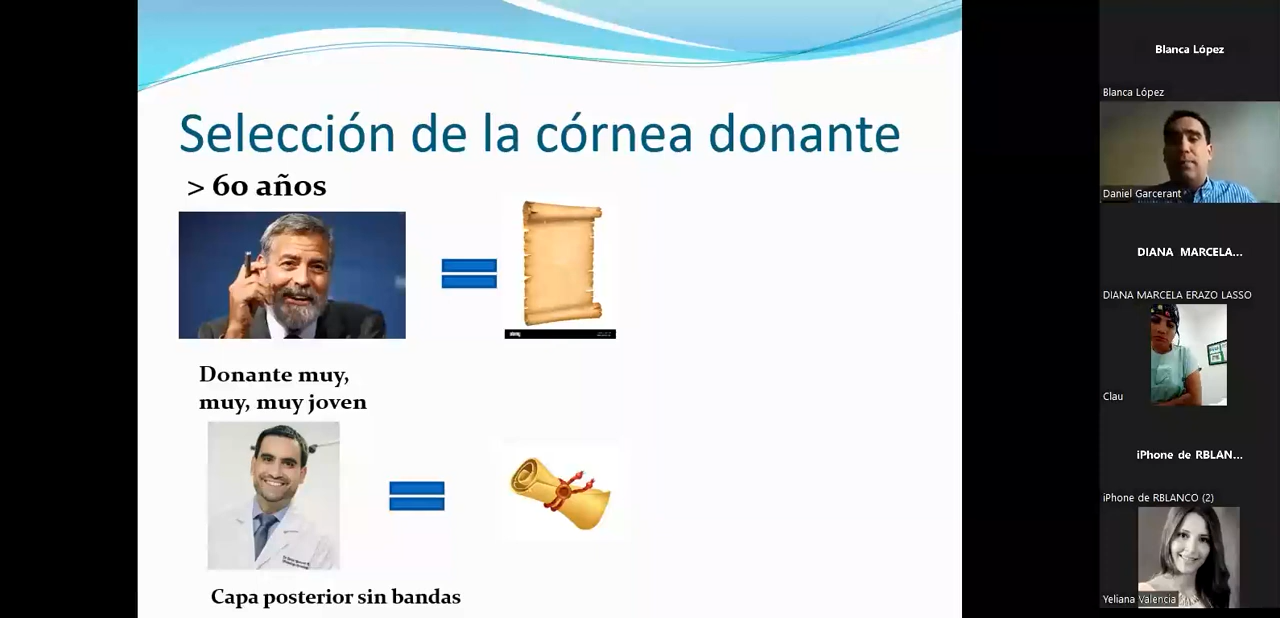 Selección de la córnea donante
> 60 años
Donante muy,
muy, muy joven
Capa posterior sin bandas
Blanca López
Blanca López
Daniel Garcerant
DIANA MARCELA...
DIANA MARCELA ERAZO LASSO
Clau
iPhone de RBLAN...
iPhone de RBLANCO (2)
Yeliana Valencia